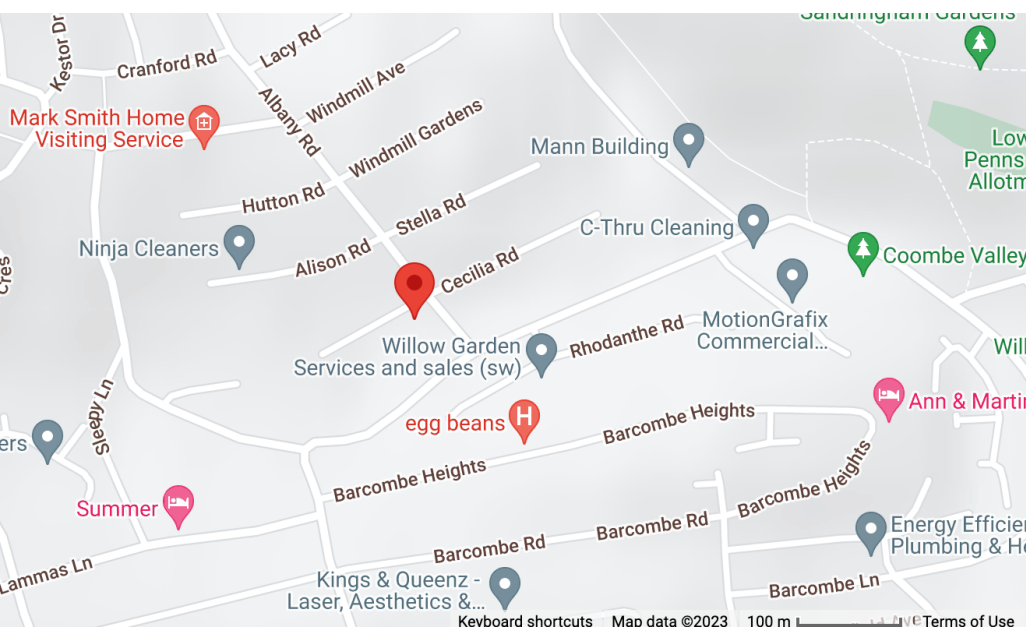 Sandringham Gardens
Kestor Dr
Cranford Rd
Lacy Rd
Windmill Ave
Albany Rd
Mark Smith Home
Visiting Service
Windmill Gardens
Mann Building
Low
Penns
Allotm
Hutton Rd
Stella Rd
C-Thru Cleaning
Ninja Cleaners
Alison Rd
Cecilia Rd
Coombe Valley
Cres
MotionGrafix
Commercial...
Rhodanthe Rd
Willow Garden
Services and sales (sw)
Will
Sleepy Ln
egg beans
Barcombe Heights
Ann & Martin
ers
Barcombe Heights
Barcombe Heights
Summer
Barcombe Rd
Barcombe Rd
Energy Efficien
Plumbing & He
Lammas Ln
Kings & Queenz -
Laser, Aesthetics &...
Barcombe Ln
Ave
Keyboard shortcuts
Map data ©2023
100 m
Terms of Use